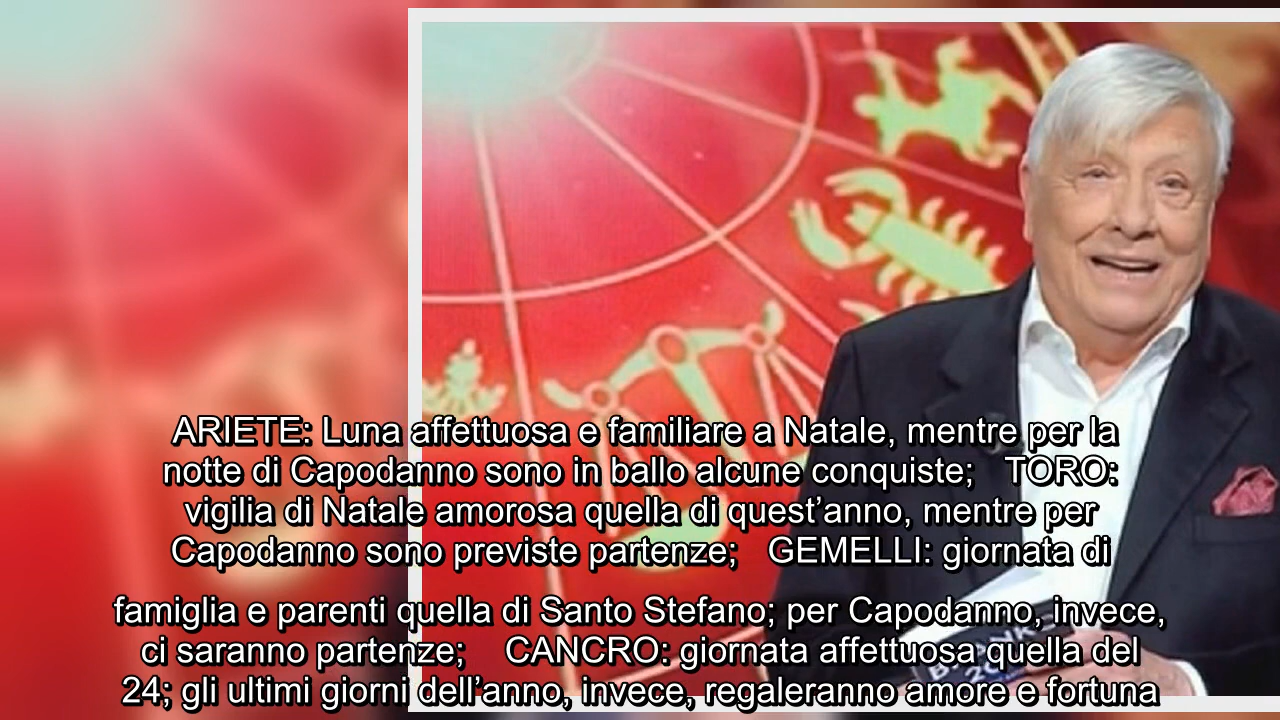 ARIETE: Luna affettuosa e familiare a Natale, mentre per la
notte di Capodanno sono in ballo alcune conquiste; TORO:
vigilia di Natale amorosa quella di quest’anno, mentre per
Capodanno sono previste partenze; GEMELLI: giornata di
famiglia e parenti quella di Santo Stefano; per Capodanno, invece,
ci saranno partenze; CANCRO: giornata affettuosa quella del
24; gli ultimi giorni dell’anno, invece, regaleranno amore e fortuna